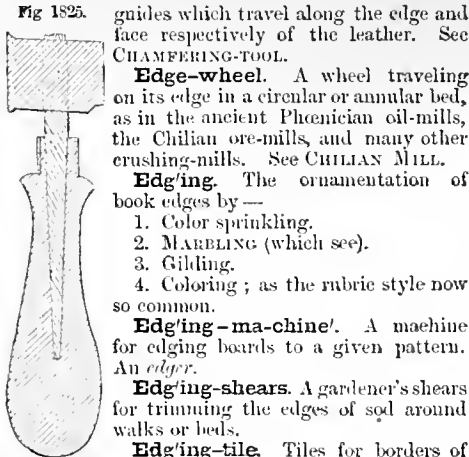 Fig 1825.
guides which travel along the edge and
face respectively of the leather. See
CHAMFERING-TOOL.
Edge-wheel. A wheel traveling
on its edge in a circular or annular bed,
as in the ancient Phœnician oil-mills,
the Chilian ore-mills, and many other
crushing-mills. See CHILIAN MILL.
Edg'ing. The ornamentation of
book edges by —
1. Color sprinkling.
2. MARBLING (which see).
3. Gilding.
4. Coloring ; as the rubric style now
so common.
Edg'ing-ma-chine'. A machine
for edging boards to a given pattern.
An edger.
Edg'ing-shears. A gardener's shears
for trimming the edges of sod around
walks or beds.
Edg'ing-tile. Tiles for borders of